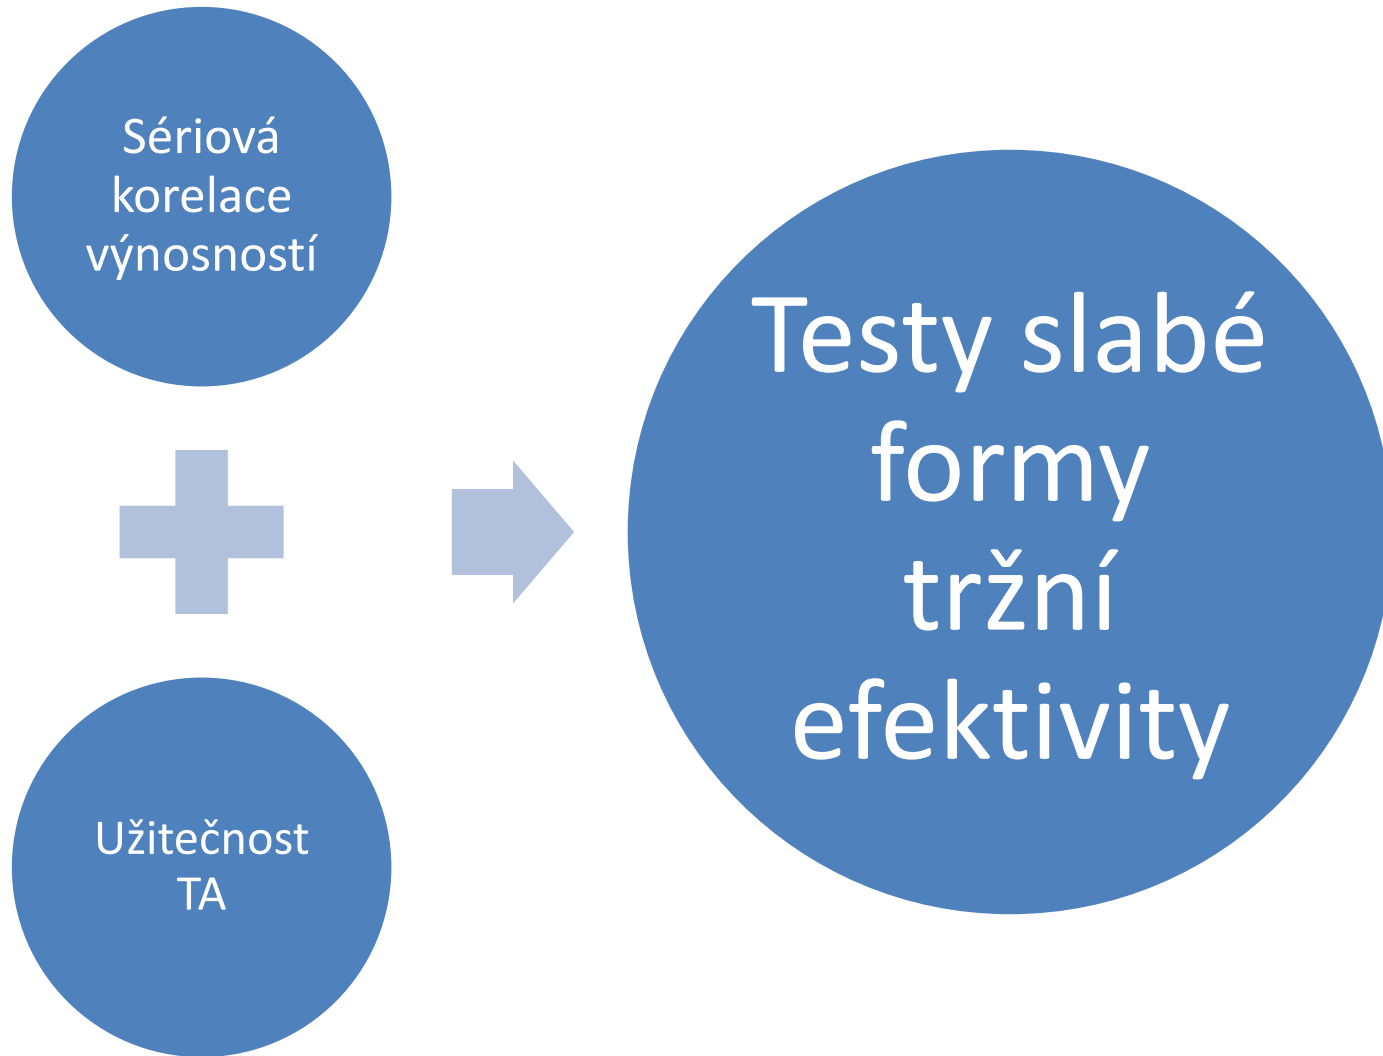 Sériová
korelace
výnosností
Užitečnost
TA
Testy slabé
formy
tržní
efektivity